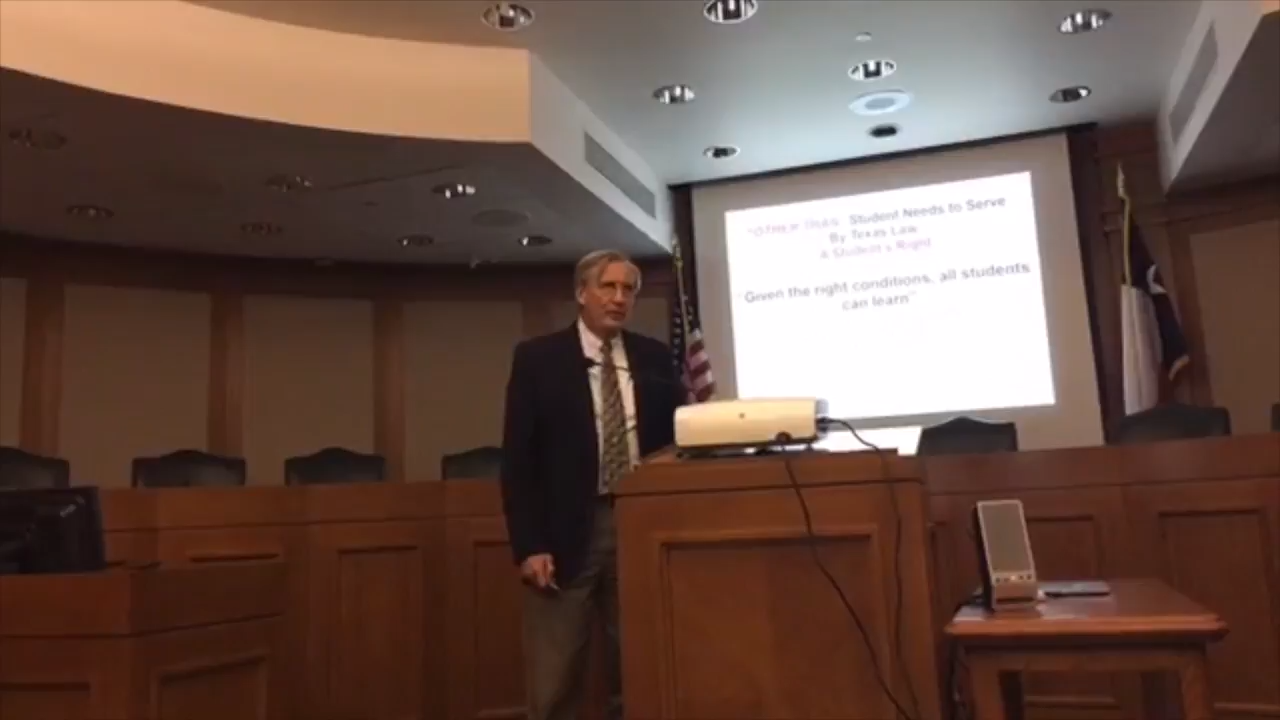 "OTHER THAN" Student Needs to Serve
By Texas Law
a Student's Right
"Given the right conditions, all students
can learn"